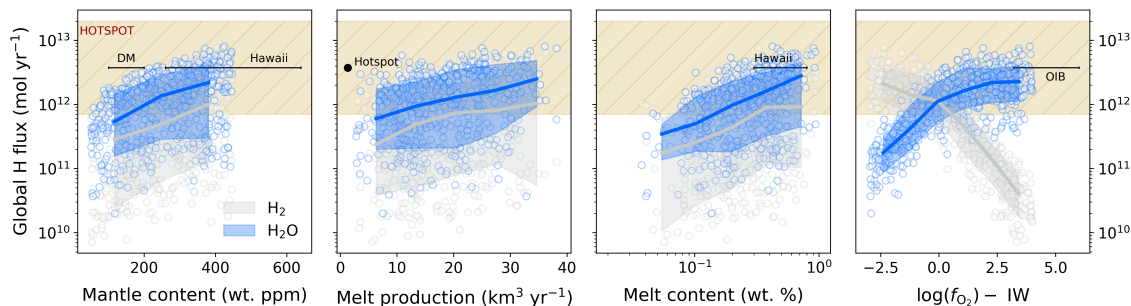 HOTSPOT
DM
Hawaii
Hotspot
Hawaii
OIB
10¹³
10¹²
10¹¹
10¹⁰
10¹³
10¹²
10¹¹
10¹⁰
Global H flux (mol yr⁻¹)
H₂
H₂O
200 400 600
0 10 20 30 40
10⁻¹ 10⁰
−2.5 0.0 2.5 5.0
Mantle content (wt. ppm)
Melt production (km³ yr⁻¹)
Melt content (wt. %)
log(f_O₂) − IW